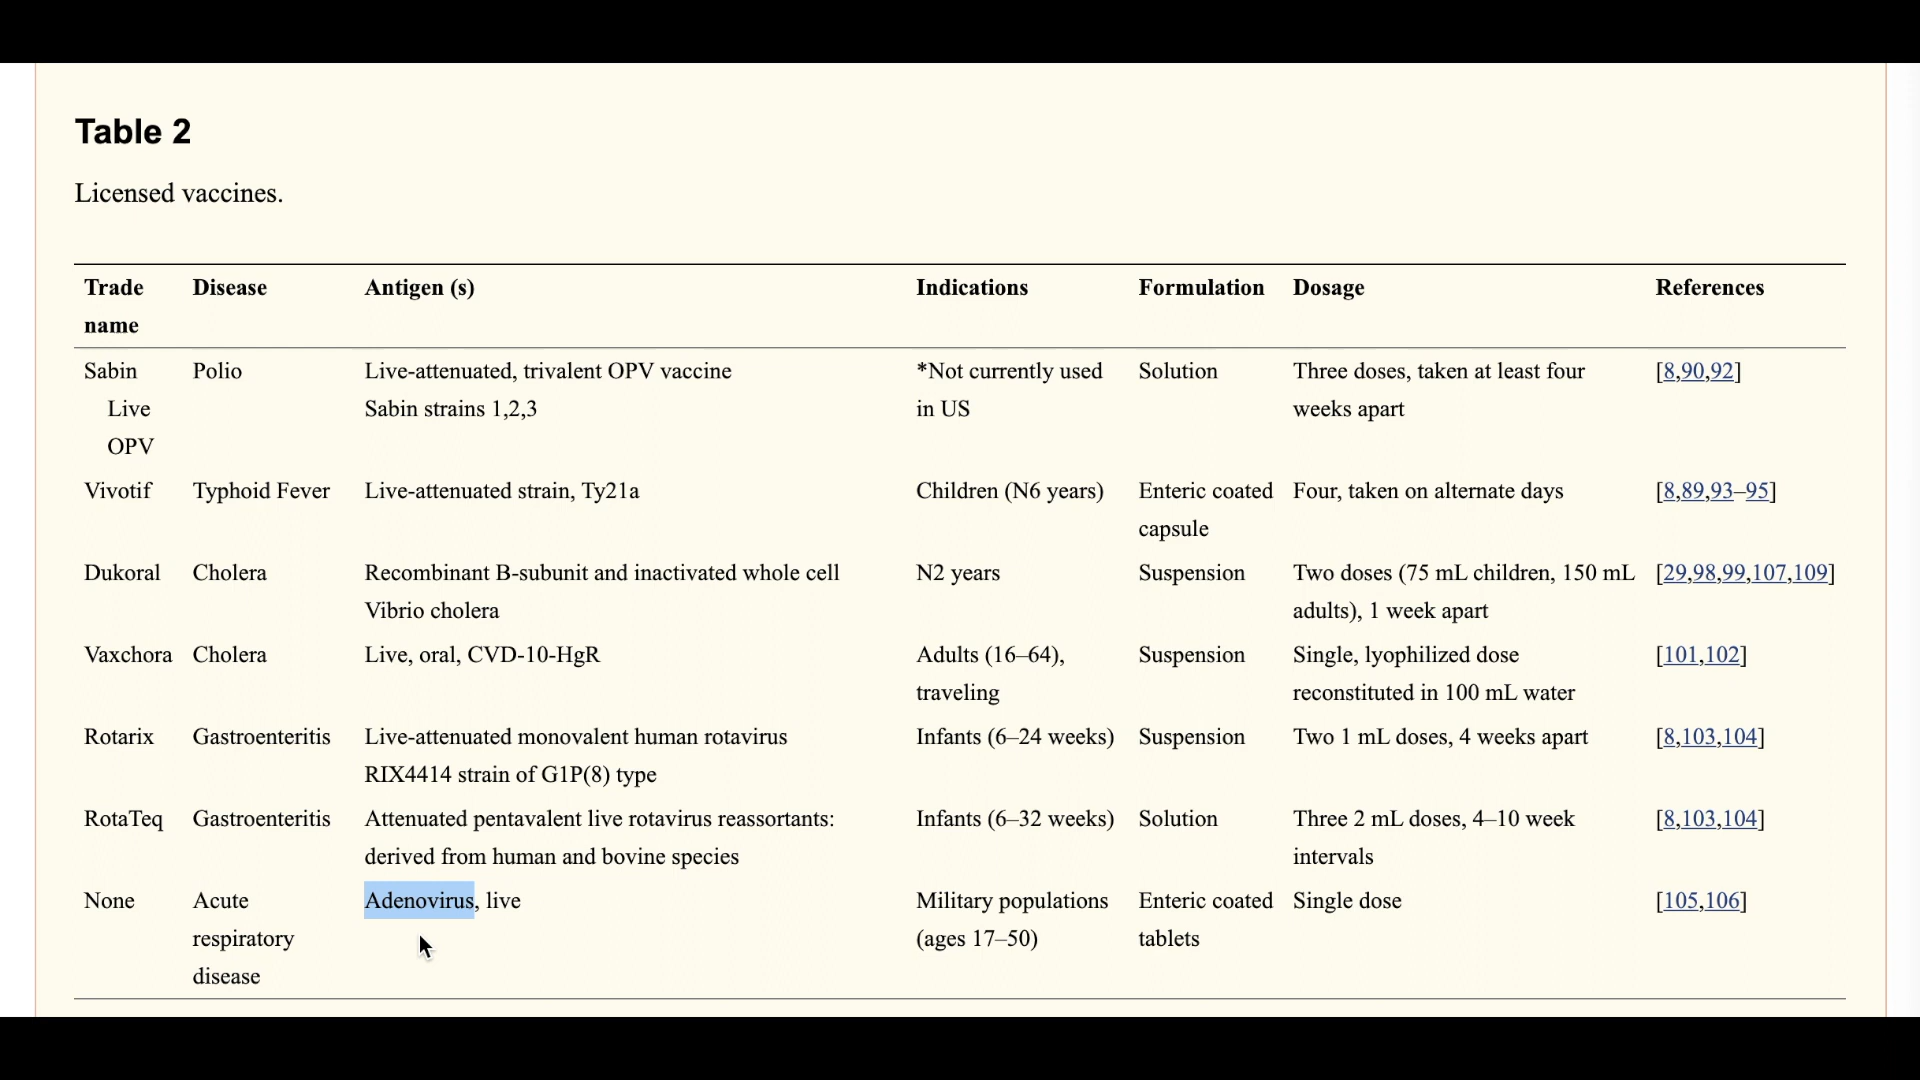 Table 2
Licensed vaccines.
Trade name Disease Antigen (s) Indications Formulation Dosage References
Sabin Live OPV Polio Live-attenuated, trivalent OPV vaccine Sabin strains 1,2,3 *Not currently used in US Solution Three doses, taken at least four weeks apart [8,90,92]
Vivotif Typhoid Fever Live-attenuated strain, Ty21a Children (N6 years) Enteric coated capsule Four, taken on alternate days [8,89,93–95]
Dukoral Cholera Recombinant B-subunit and inactivated whole cell Vibrio cholera N2 years Suspension Two doses (75 mL children, 150 mL adults), 1 week apart [29,98,99,107,109]
Vaxchora Cholera Live, oral, CVD-10-HgR Adults (16–64), traveling Suspension Single, lyophilized dose reconstituted in 100 mL water [101,102]
Rotarix Gastroenteritis Live-attenuated monovalent human rotavirus RIX4414 strain of G1P(8) type Infants (6–24 weeks) Suspension Two 1 mL doses, 4 weeks apart [8,103,104]
RotaTeq Gastroenteritis Attenuated pentavalent live rotavirus reassortants: derived from human and bovine species Infants (6–32 weeks) Solution Three 2 mL doses, 4–10 week intervals [8,103,104]
None Acute respiratory disease Adenovirus, live Military populations (ages 17–50) Enteric coated tablets Single dose [105,106]